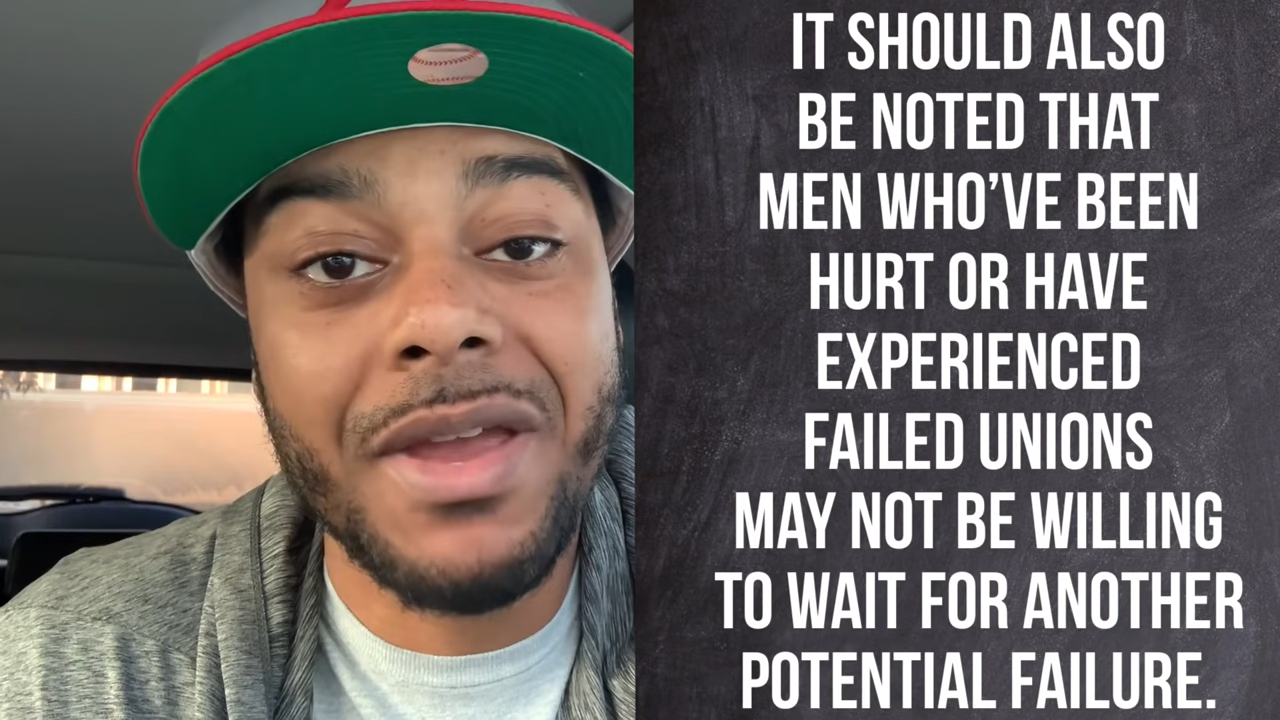 IT SHOULD ALSO
BE NOTED THAT
MEN WHO’VE BEEN
HURT OR HAVE
EXPERIENCED
FAILED UNIONS
MAY NOT BE WILLING
TO WAIT FOR ANOTHER
POTENTIAL FAILURE.